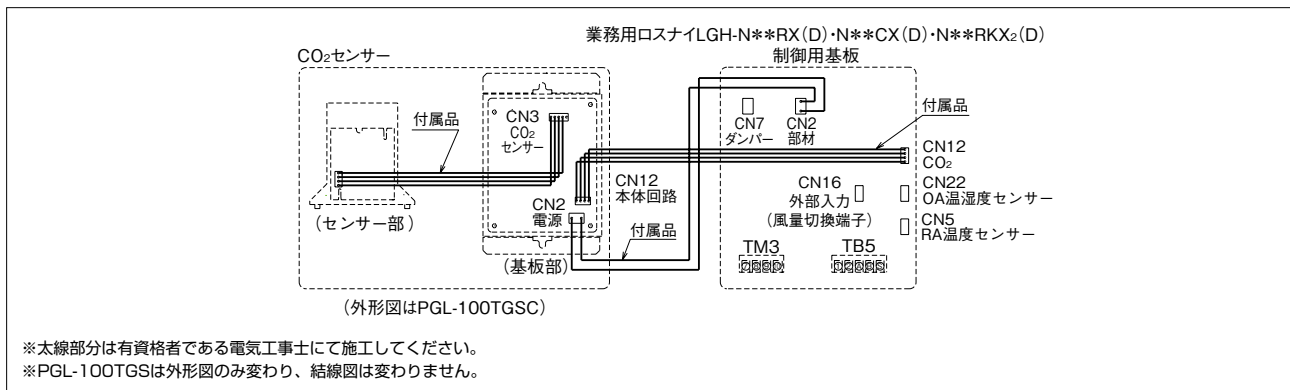 業務用ロスナイLGH-N**RX(D)・N**CX(D)・N**RKX₂(D)
制御用基板
CO₂センサー
CN3
CO₂
センサー
付属品
CN7
ダンパー
CN2
部材
付属品
CN12
CO₂
CN12
本体回路
CN16
外部入力
(風量切換端子)
CN22
OA温湿度センサー
CN2
電源
CN5
RA温度センサー
(センサー部)
付属品
TM3
TB5
(基板部)
(外形図はPGL-100TGSC)
※太線部分は有資格者である電気工事士にて施工してください。
※PGL-100TGSは外形図のみ変わり、結線図は変わりません。